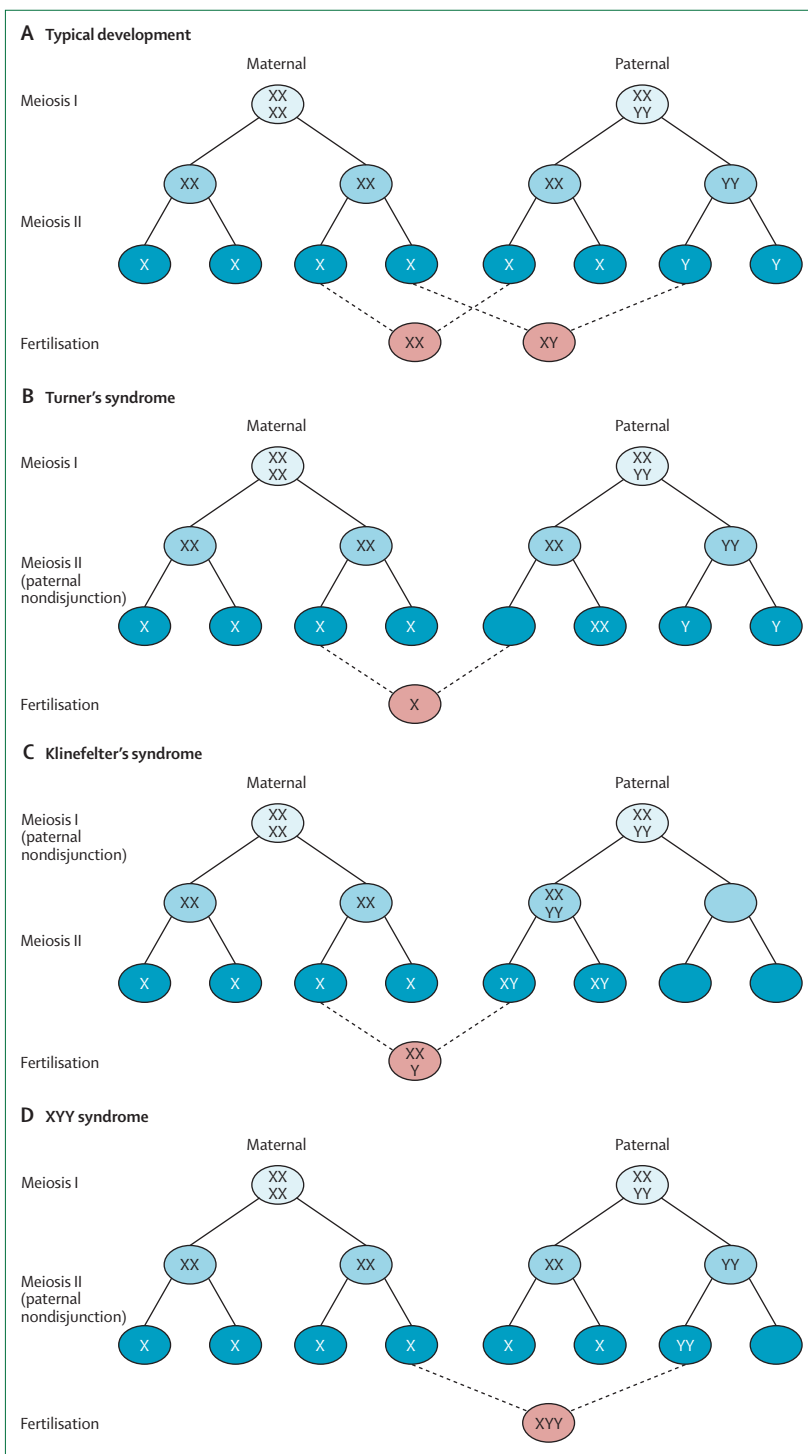 A Typical development
Maternal Paternal
Meiosis I
XX XX
XX YY
XX XX XX YY
Meiosis II
X X X X X X Y Y
Fertilisation
XX XY
B Turner's syndrome
Maternal Paternal
Meiosis I
XX XX
XX YY
XX XX XX YY
Meiosis II
(paternal
nondisjunction)
X X X X XX Y Y
Fertilisation
X
C Klinefelter's syndrome
Maternal Paternal
Meiosis I
(paternal
nondisjunction)
XX XX
XX YY
XX XX XX
YY
Meiosis II
X X X X XY XY
Fertilisation
XX
Y
D XYY syndrome
Maternal Paternal
Meiosis I
XX XX
XX YY
XX XX XX YY
Meiosis II
(paternal
nondisjunction)
X X X X X X YY
Fertilisation
XYY